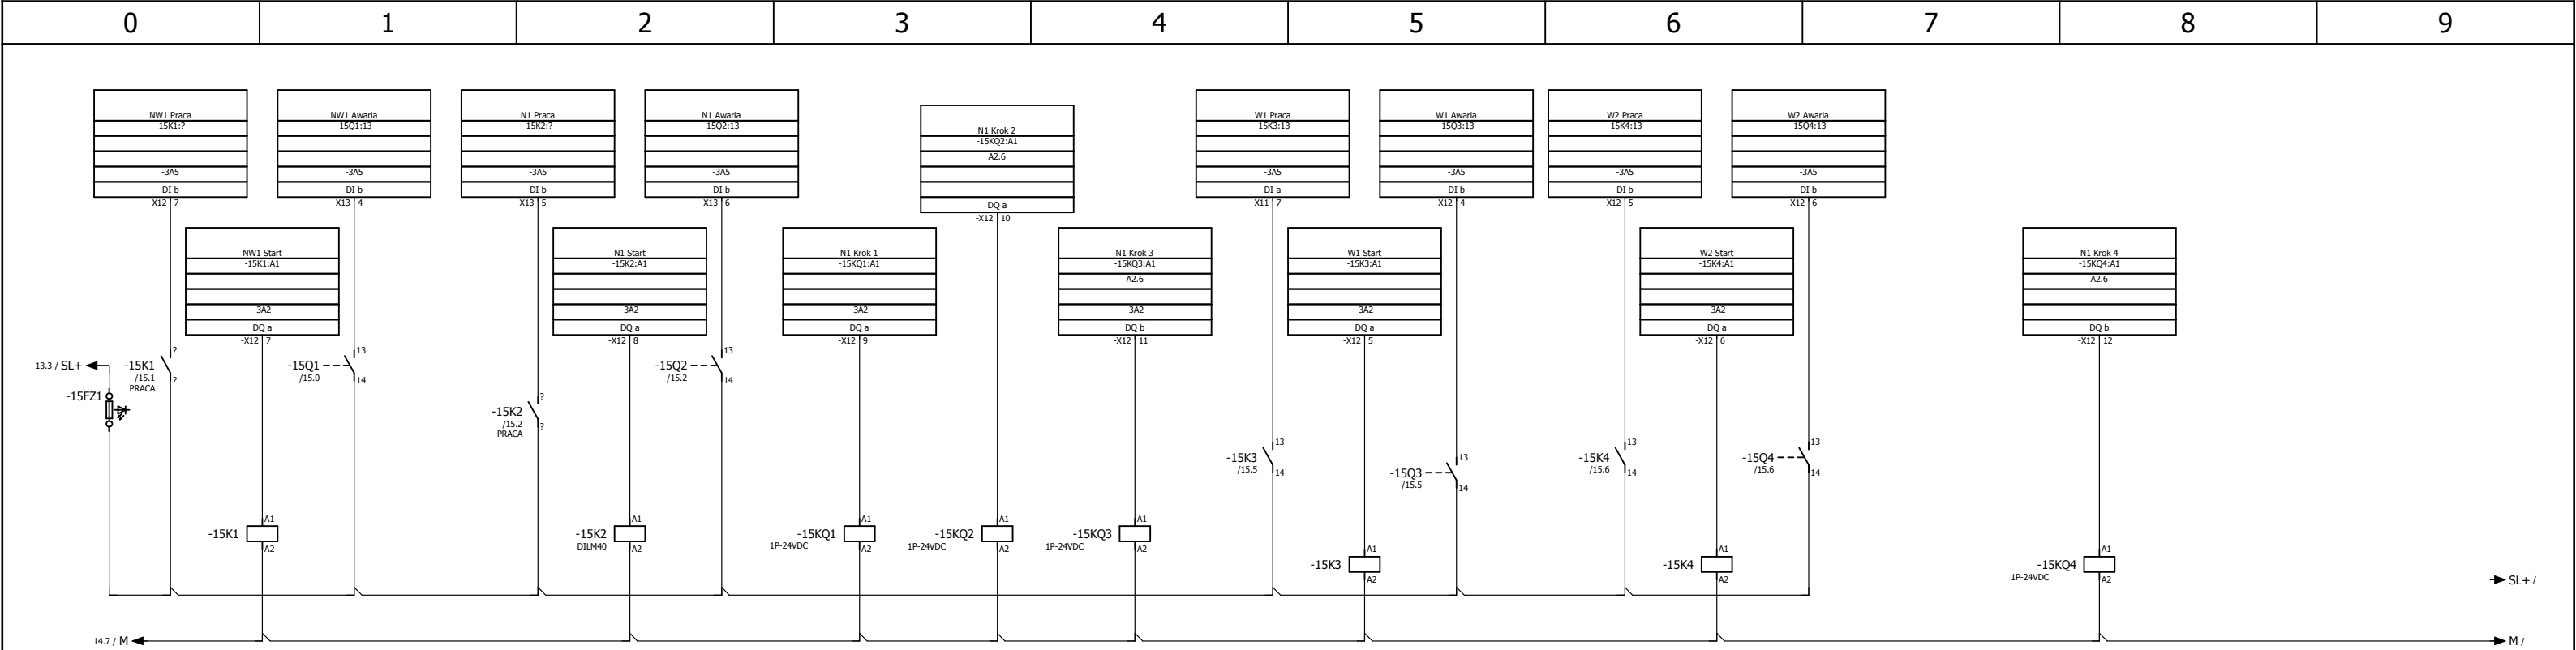 0 1 2 3 4 5 6 7 8 9
NW1 Praca
-15K1:?
-3A5
DI b
-X12 7
NW1 Awaria
-15Q1:13
-3A5
DI b
-X13 4
N1 Praca
-15K2:?
-3A5
DI b
-X13 5
N1 Awaria
-15Q2:13
-3A5
DI b
-X13 6
N1 Krok 2
-15KQ2:A1
A2.6
DQ a
-X12 10
W1 Praca
-15K3:13
-3A5
DI a
-X11 7
W1 Awaria
-15Q3:13
-3A5
DI b
-X12 4
W2 Praca
-15K4:13
-3A5
DI b
-X12 5
W2 Awaria
-15Q4:13
-3A5
DI b
-X12 6
NW1 Start
-15K1:A1
-3A2
DQ a
-X12 7
N1 Start
-15K2:A1
-3A2
DQ a
-X12 8
N1 Krok 1
-15KQ1:A1
-3A2
DQ a
-X12 9
N1 Krok 3
-15KQ3:A1
A2.6
-3A2
DQ b
-X12 11
W1 Start
-15K3:A1
-3A2
DQ a
-X12 5
W2 Start
-15K4:A1
-3A2
DQ a
-X12 6
N1 Krok 4
-15KQ4:A1
A2.6
DQ b
-X12 12
13.3 / SL+
-15FZ1
-15K1
/15.1
PRACA
?
?
-15Q1
/15.0
13
14
-15K2
/15.2
PRACA
?
?
-15Q2
/15.2
13
14
-15K3
/15.5
13
14
-15Q3
/15.5
13
14
-15K4
/15.6
13
14
-15Q4
/15.6
13
14
-15K1
A1
A2
-15K2
DILM40
A1
A2
-15KQ1
1P-24VDC
A1
A2
-15KQ2
1P-24VDC
A1
A2
-15KQ3
1P-24VDC
A1
A2
-15K3
A1
A2
-15K4
A1
A2
-15KQ4
1P-24VDC
A1
A2
SL+ /
14.7 / M
M /